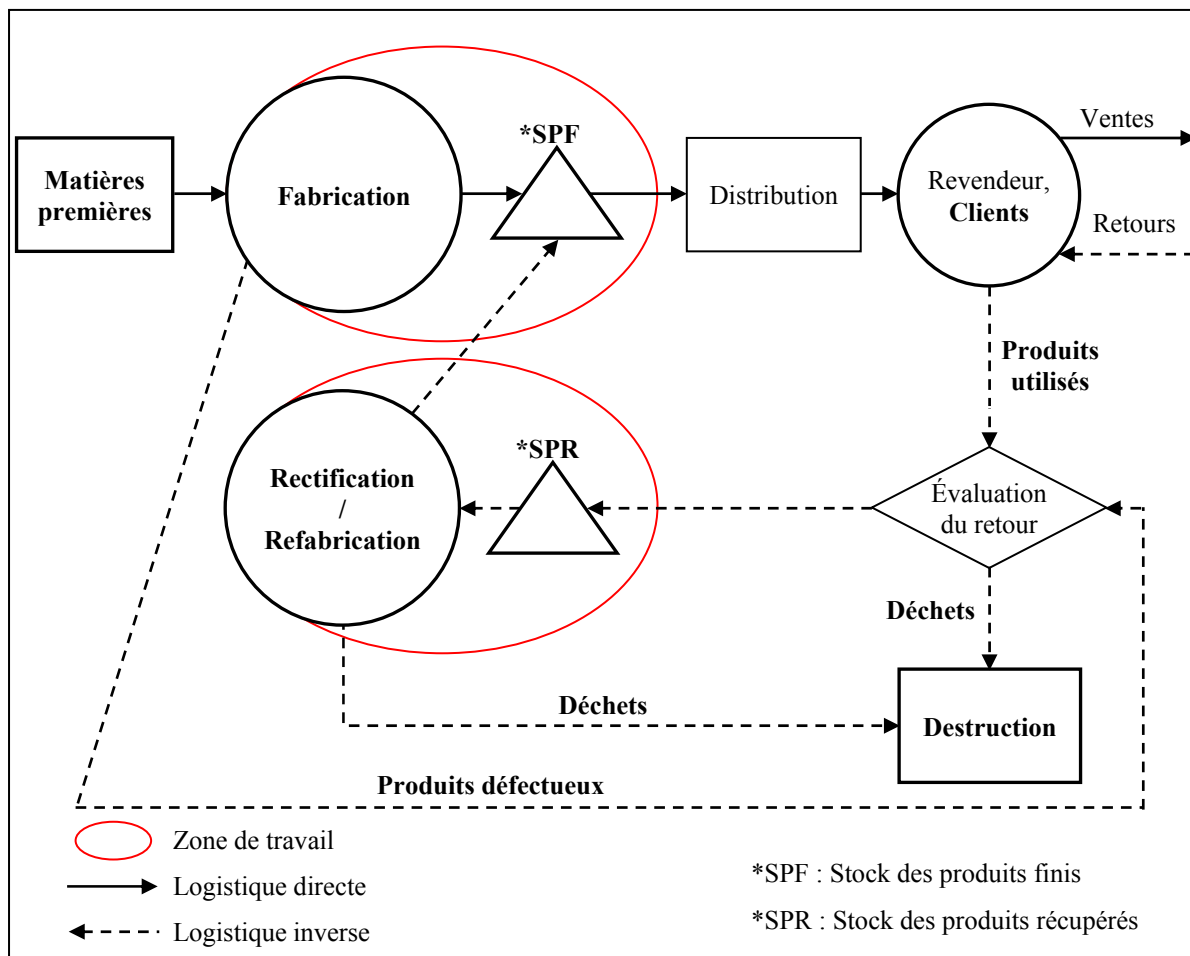 *SPF
Ventes
Matières
premières
Fabrication
Distribution
Revendeur,
Clients
Retours
Produits
utilisés
*SPR
Rectification
/
Refabrication
Évaluation
du retour
Déchets
Déchets
Destruction
Produits défectueux
Zone de travail
Logistique directe
Logistique inverse
*SPF : Stock des produits finis
*SPR : Stock des produits récupérés